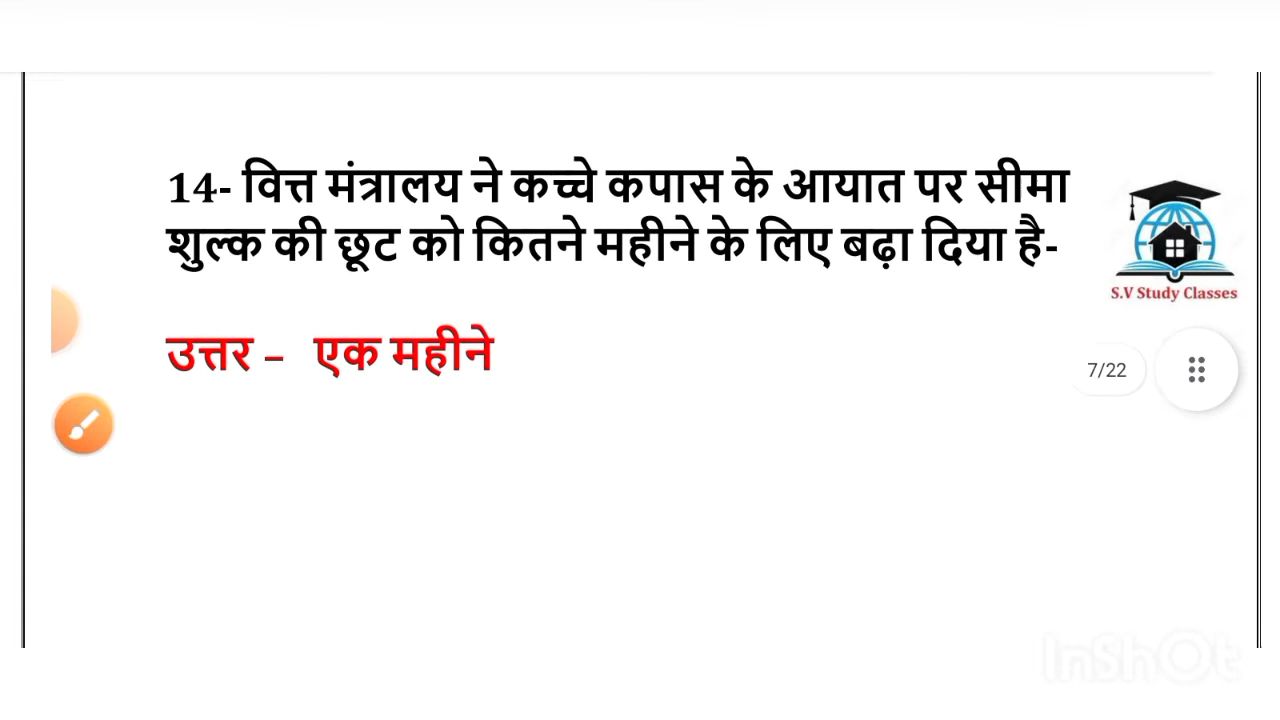 14- वित्त मंत्रालय ने कच्चे कपास के आयात पर सीमा
शुल्क की छूट को कितने महीने के लिए बढ़ा दिया है-
S.V Study Classes
उत्तर – एक महीने
7/22
InShOt